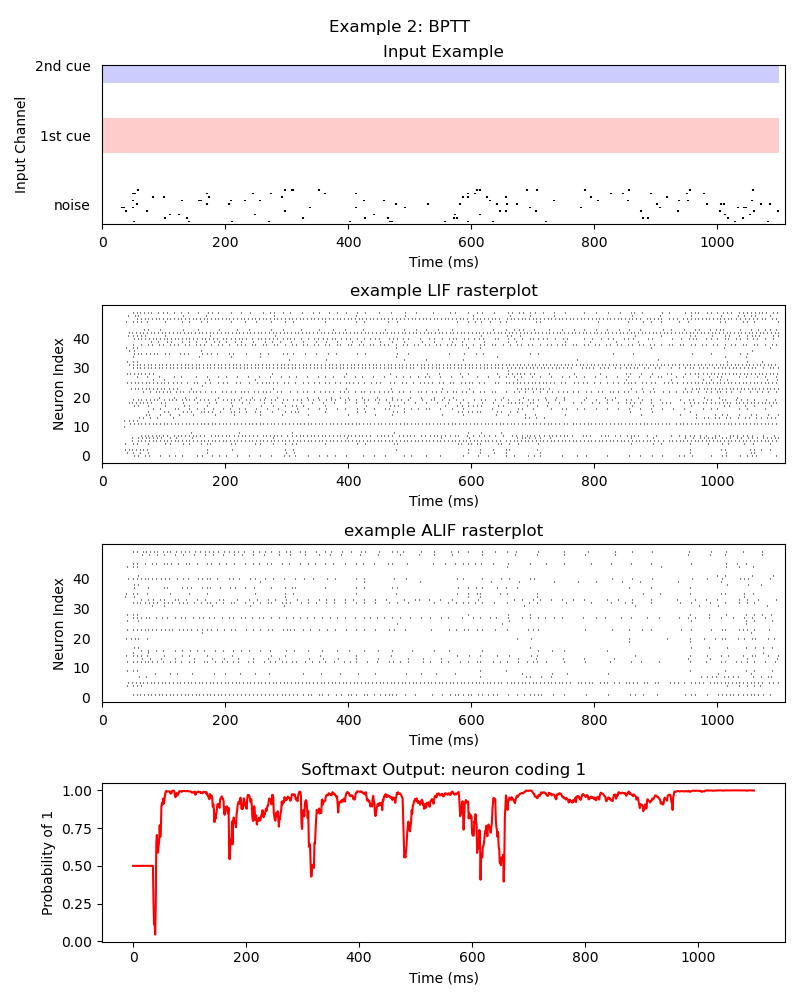 Example 2: BPTT
Input Example
2nd cue
1st cue
noise
Input Channel
0 200 400 600 800 1000
Time (ms)
example LIF rasterplot
40
30
20
10
0
Neuron Index
0 200 400 600 800 1000
Time (ms)
example ALIF rasterplot
40
30
20
10
0
Neuron Index
0 200 400 600 800 1000
Time (ms)
Softmaxt Output: neuron coding 1
1.00
0.75
0.50
0.25
0.00
Probability of 1
0 200 400 600 800 1000
Time (ms)